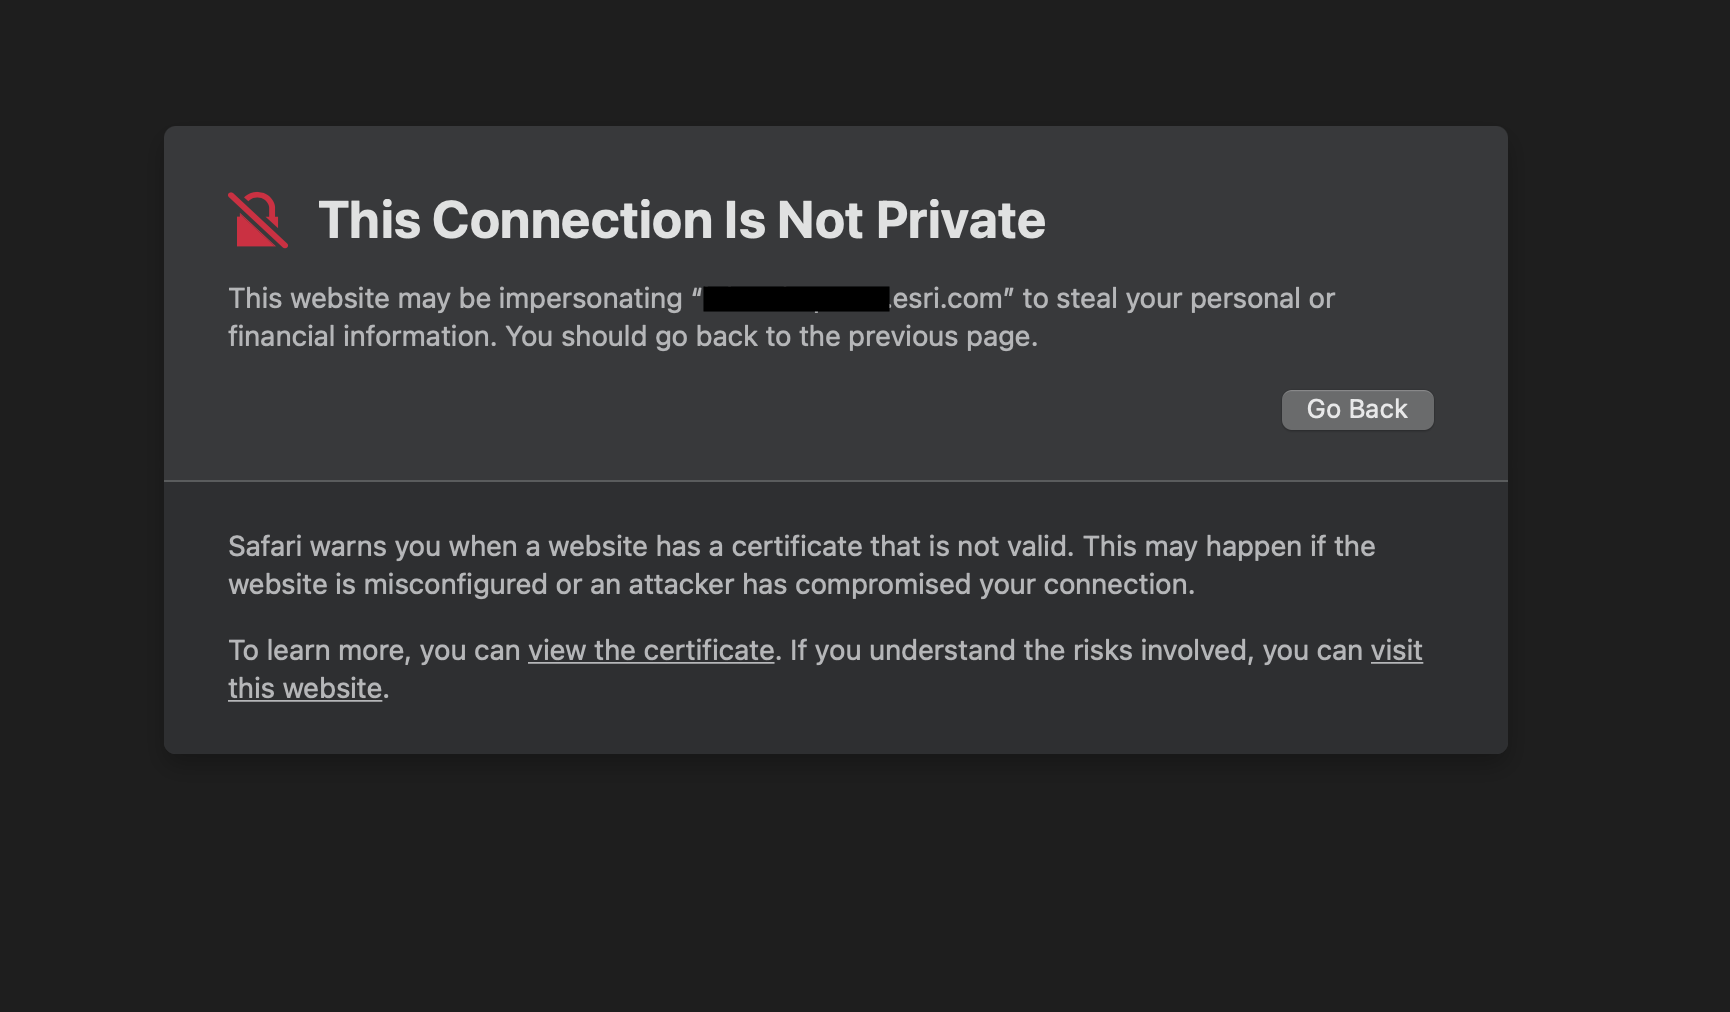 This Connection Is Not Private
This website may be impersonating “.esri.com” to steal your personal or
financial information. You should go back to the previous page.
Go Back
Safari warns you when a website has a certificate that is not valid. This may happen if the
website is misconfigured or an attacker has compromised your connection.
To learn more, you can view the certificate. If you understand the risks involved, you can visit
this website.